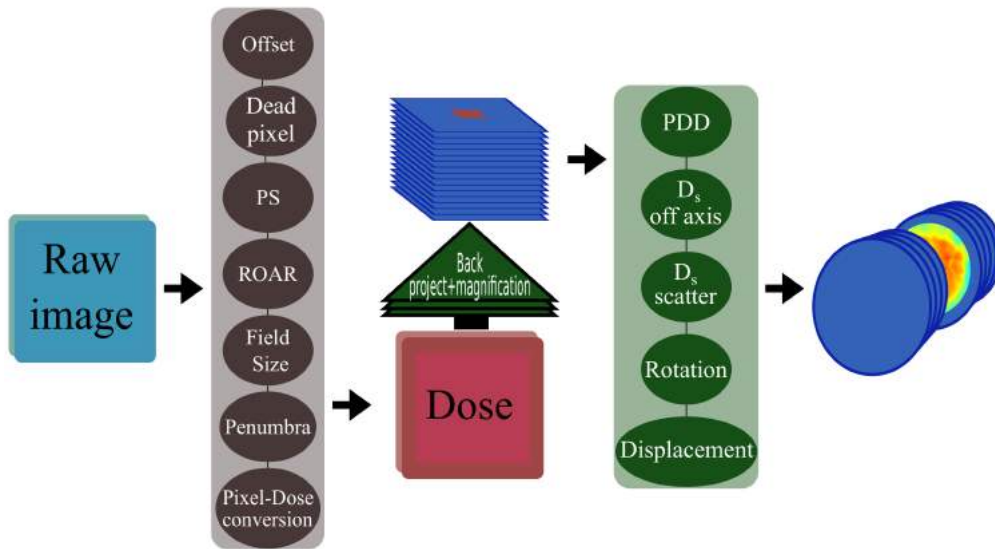 Raw
image
Offset
Dead
pixel
PS
ROAR
Field
Size
Penumbra
Pixel-Dose
conversion
Back
project+magnification
Dose
PDD
Ds
off axis
Ds
scatter
Rotation
Displacement